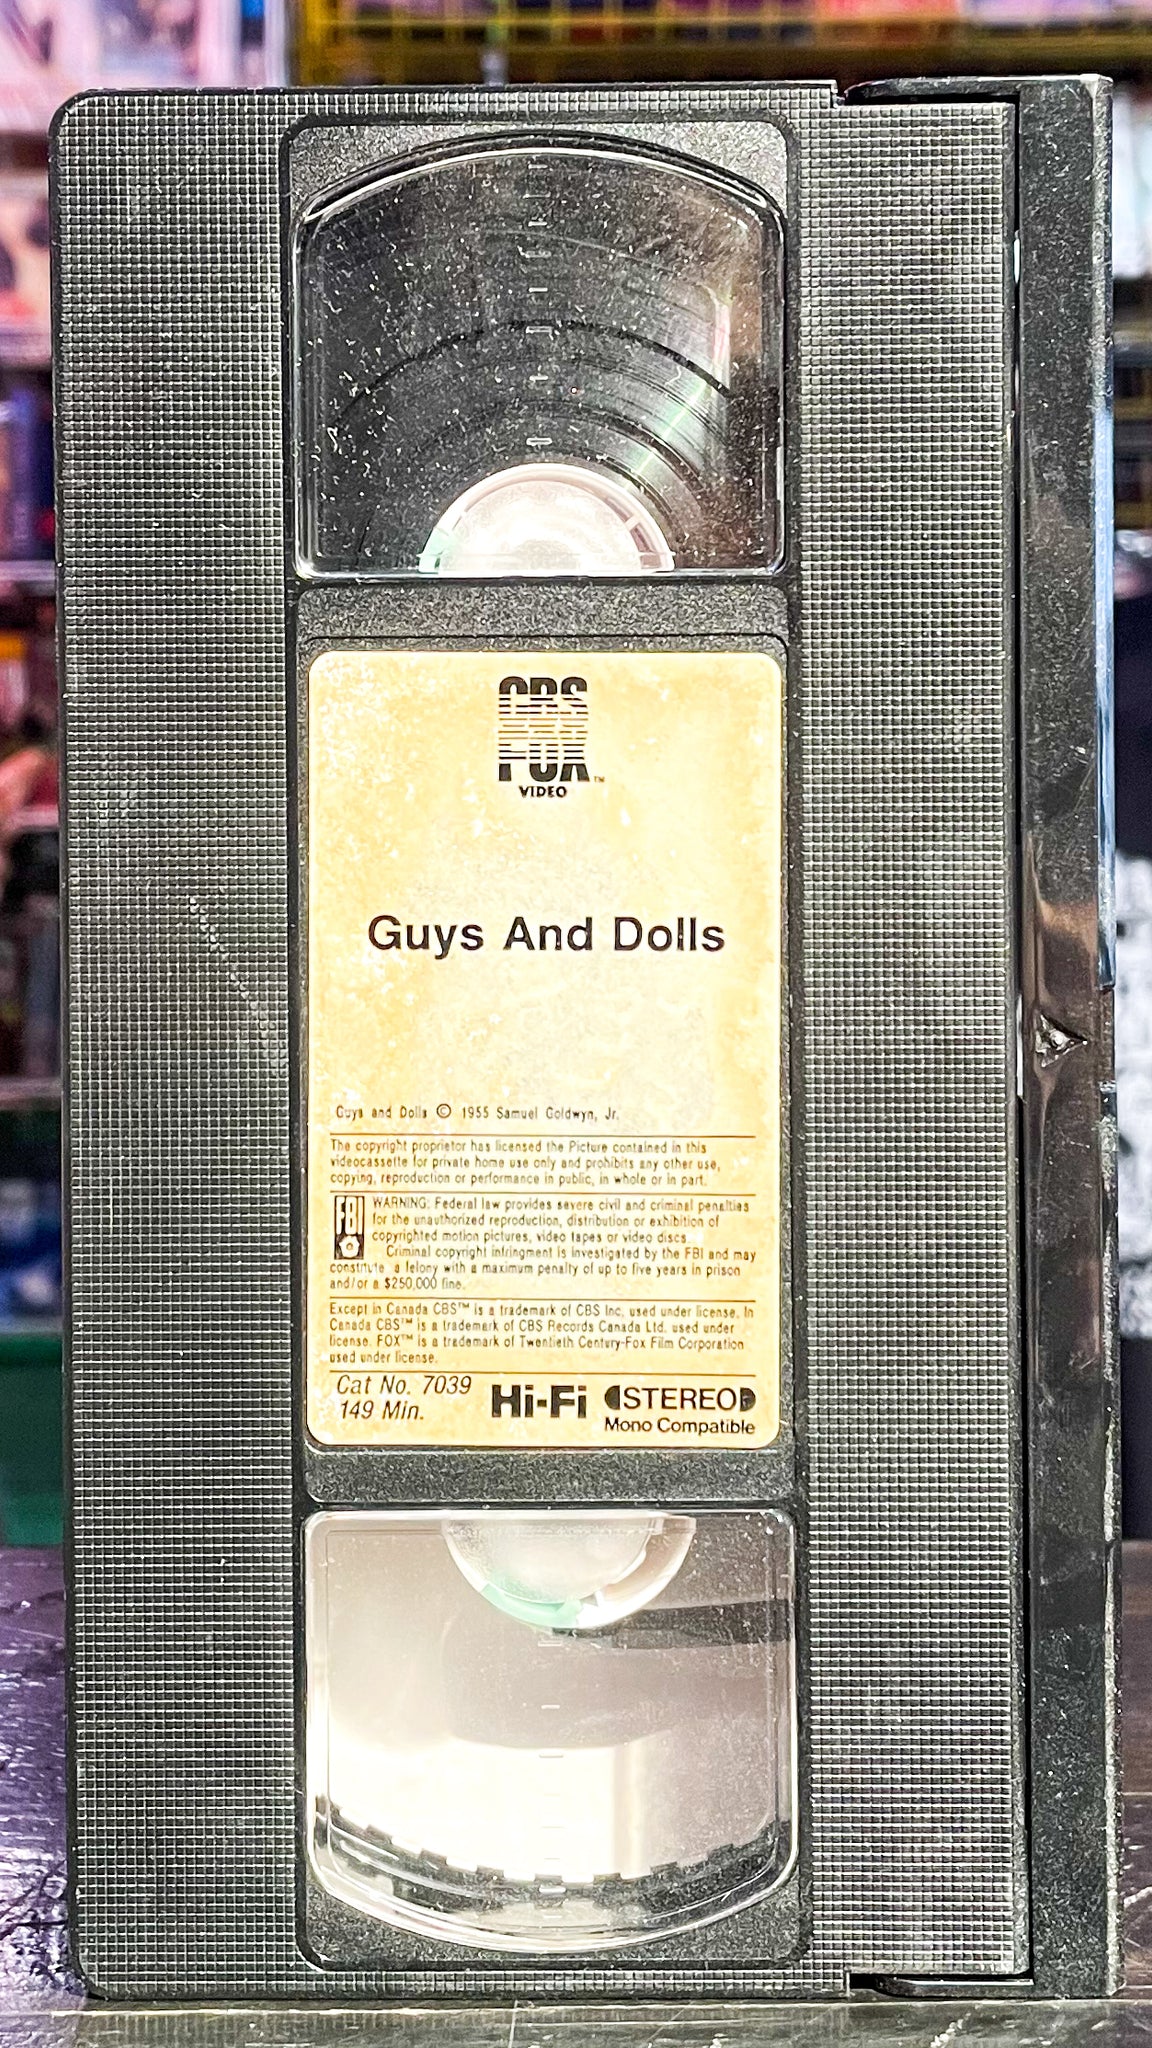 CBS
FOX™
VIDEO
Guys And Dolls
Guys and Dolls © 1955 Samuel Goldwyn, Jr.
The copyright proprietor has licensed the Picture contained in this
videocassette for private home use only and prohibits any other use,
copying, reproduction or performance in public, in whole or in part.
FBI WARNING: Federal law provides severe civil and criminal penalties
for the unauthorized reproduction, distribution or exhibition of
copyrighted motion pictures, video tapes or video discs.
Criminal copyright infringment is investigated by the FBI and may
constitute a felony with a maximum penalty of up to five years in prison
and/or a $250,000 fine.
Except in Canada CBS™ is a trademark of CBS Inc. used under license. In
Canada CBS™ is a trademark of CBS Records Canada Ltd. used under
license. FOX™ is a trademark of Twentieth Century-Fox Film Corporation
used under license.
Cat No. 7039
149 Min.
Hi-Fi STEREO
Mono Compatible